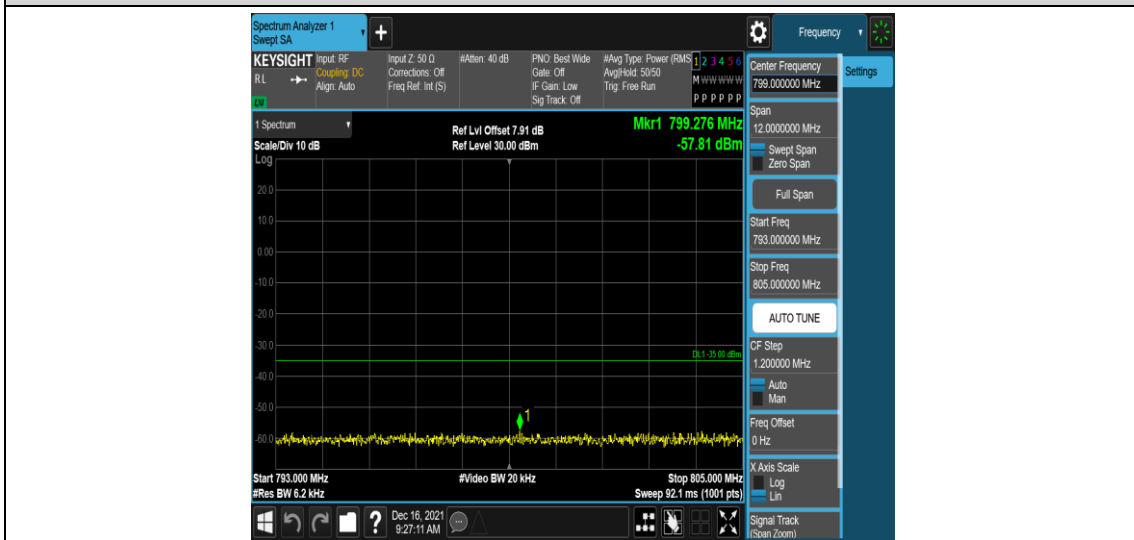 Spectrum Analyzer 1
Swept SA
+
Frequency
KEYSIGHT
RL
LXI
Input: RF
Coupling: DC
Align: Auto
Input Z: 50 Ω
Corrections: Off
Freq Ref: Int (S)
#Atten: 40 dB
PNO: Best Wide
Gate: Off
IF Gain: Low
Sig Track: Off
#Avg Type: Power (RMS
Avg|Hold: 50/50
Trig: Free Run
1 2 3 4 5 6
M W W W W W
P P P P P P
1 Spectrum
Scale/Div 10 dB
Log
Ref Lvl Offset 7.91 dB
Ref Level 30.00 dBm
Mkr1 799.276 MHz
-57.81 dBm
20.0
10.0
0.00
-10.0
-20.0
-30.0
DL1 -35.00 dBm
-40.0
-50.0
1
-60.0
Start 793.000 MHz
#Res BW 6.2 kHz
#Video BW 20 kHz
Stop 805.000 MHz
Sweep 92.1 ms (1001 pts)
?
Dec 16, 2021
9:27:11 AM
Center Frequency
799.000000 MHz
Settings
Span
12.0000000 MHz
Swept Span
Zero Span
Full Span
Start Freq
793.000000 MHz
Stop Freq
805.000000 MHz
AUTO TUNE
CF Step
1.200000 MHz
Auto
Man
Freq Offset
0 Hz
X Axis Scale
Log
Lin
Signal Track
(Span Zoom)